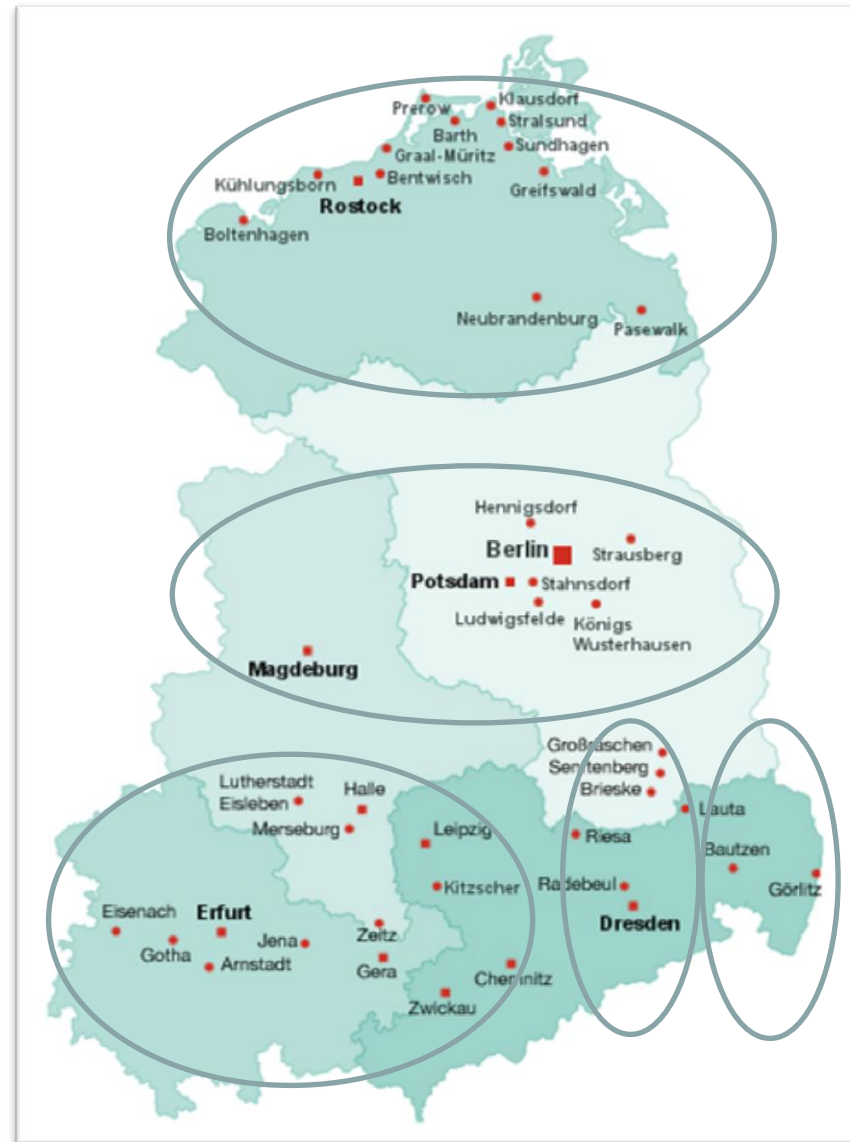 Klausdorf
Prerow
Stralsund
Barth
Sundhagen
Graal-Müritz
Bentwisch
Kühlungsborn
Greifswald
Rostock
Boltenhagen
Neubrandenburg
Pasewalk
Hennigsdorf
Berlin
Strausberg
Potsdam
Stahnsdorf
Ludwigsfelde
Königs
Wusterhausen
Magdeburg
Großräschen
Senftenberg
Brieske
Lutherstadt
Eisleben
Halle
Merseburg
Lauta
Leipzig
Riesa
Bautzen
Kitzscher
Radebeul
Görlitz
Eisenach
Erfurt
Dresden
Zeitz
Jena
Gotha
Arnstadt
Gera
Chemnitz
Zwickau